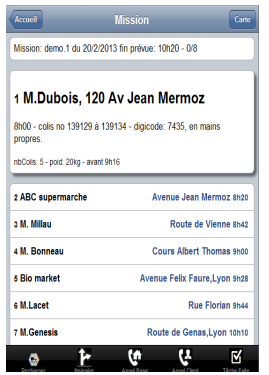 Accueil Mission Carte
Mission: demo.1 du 20/2/2013 fin prévue: 10h20 - 0/8
1 M.Dubois, 120 Av Jean Mermoz
8h00 - colis no 139129 à 139134 - digicode: 7435, en mains
propres.
nbColis: 5 - poid: 20kg - avant 9h16
2 ABC supermarche Avenue Jean Mermoz 8h20
3 M. Millau Route de Vienne 8h42
4 M. Bonneau Cours Albert Thomas 9h00
5 Bio market Avenue Felix Faure,Lyon 9h28
6 M.Lacet Rue Florian 9h44
7 M.Genesis Route de Genas,Lyon 10h10
Recharger Itinéraire Appel Base Appel Client Tâche Faite